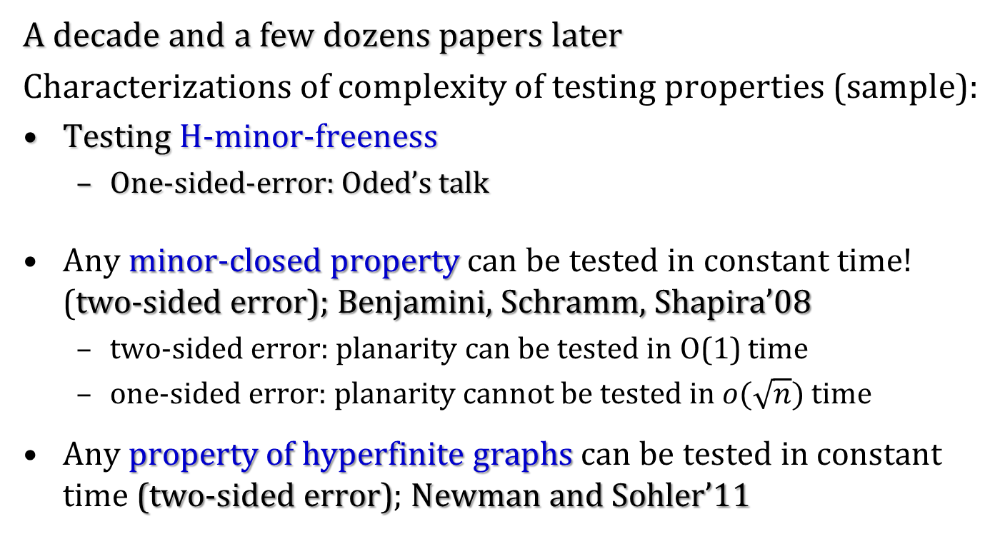 A decade and a few dozens papers later
Characterizations of complexity of testing properties (sample):
• Testing H-minor-freeness
– One-sided-error: Oded’s talk
• Any minor-closed property can be tested in constant time!
(two-sided error); Benjamini, Schramm, Shapira’08
– two-sided error: planarity can be tested in O(1) time
– one-sided error: planarity cannot be tested in o(√n) time
• Any property of hyperfinite graphs can be tested in constant
time (two-sided error); Newman and Sohler’11